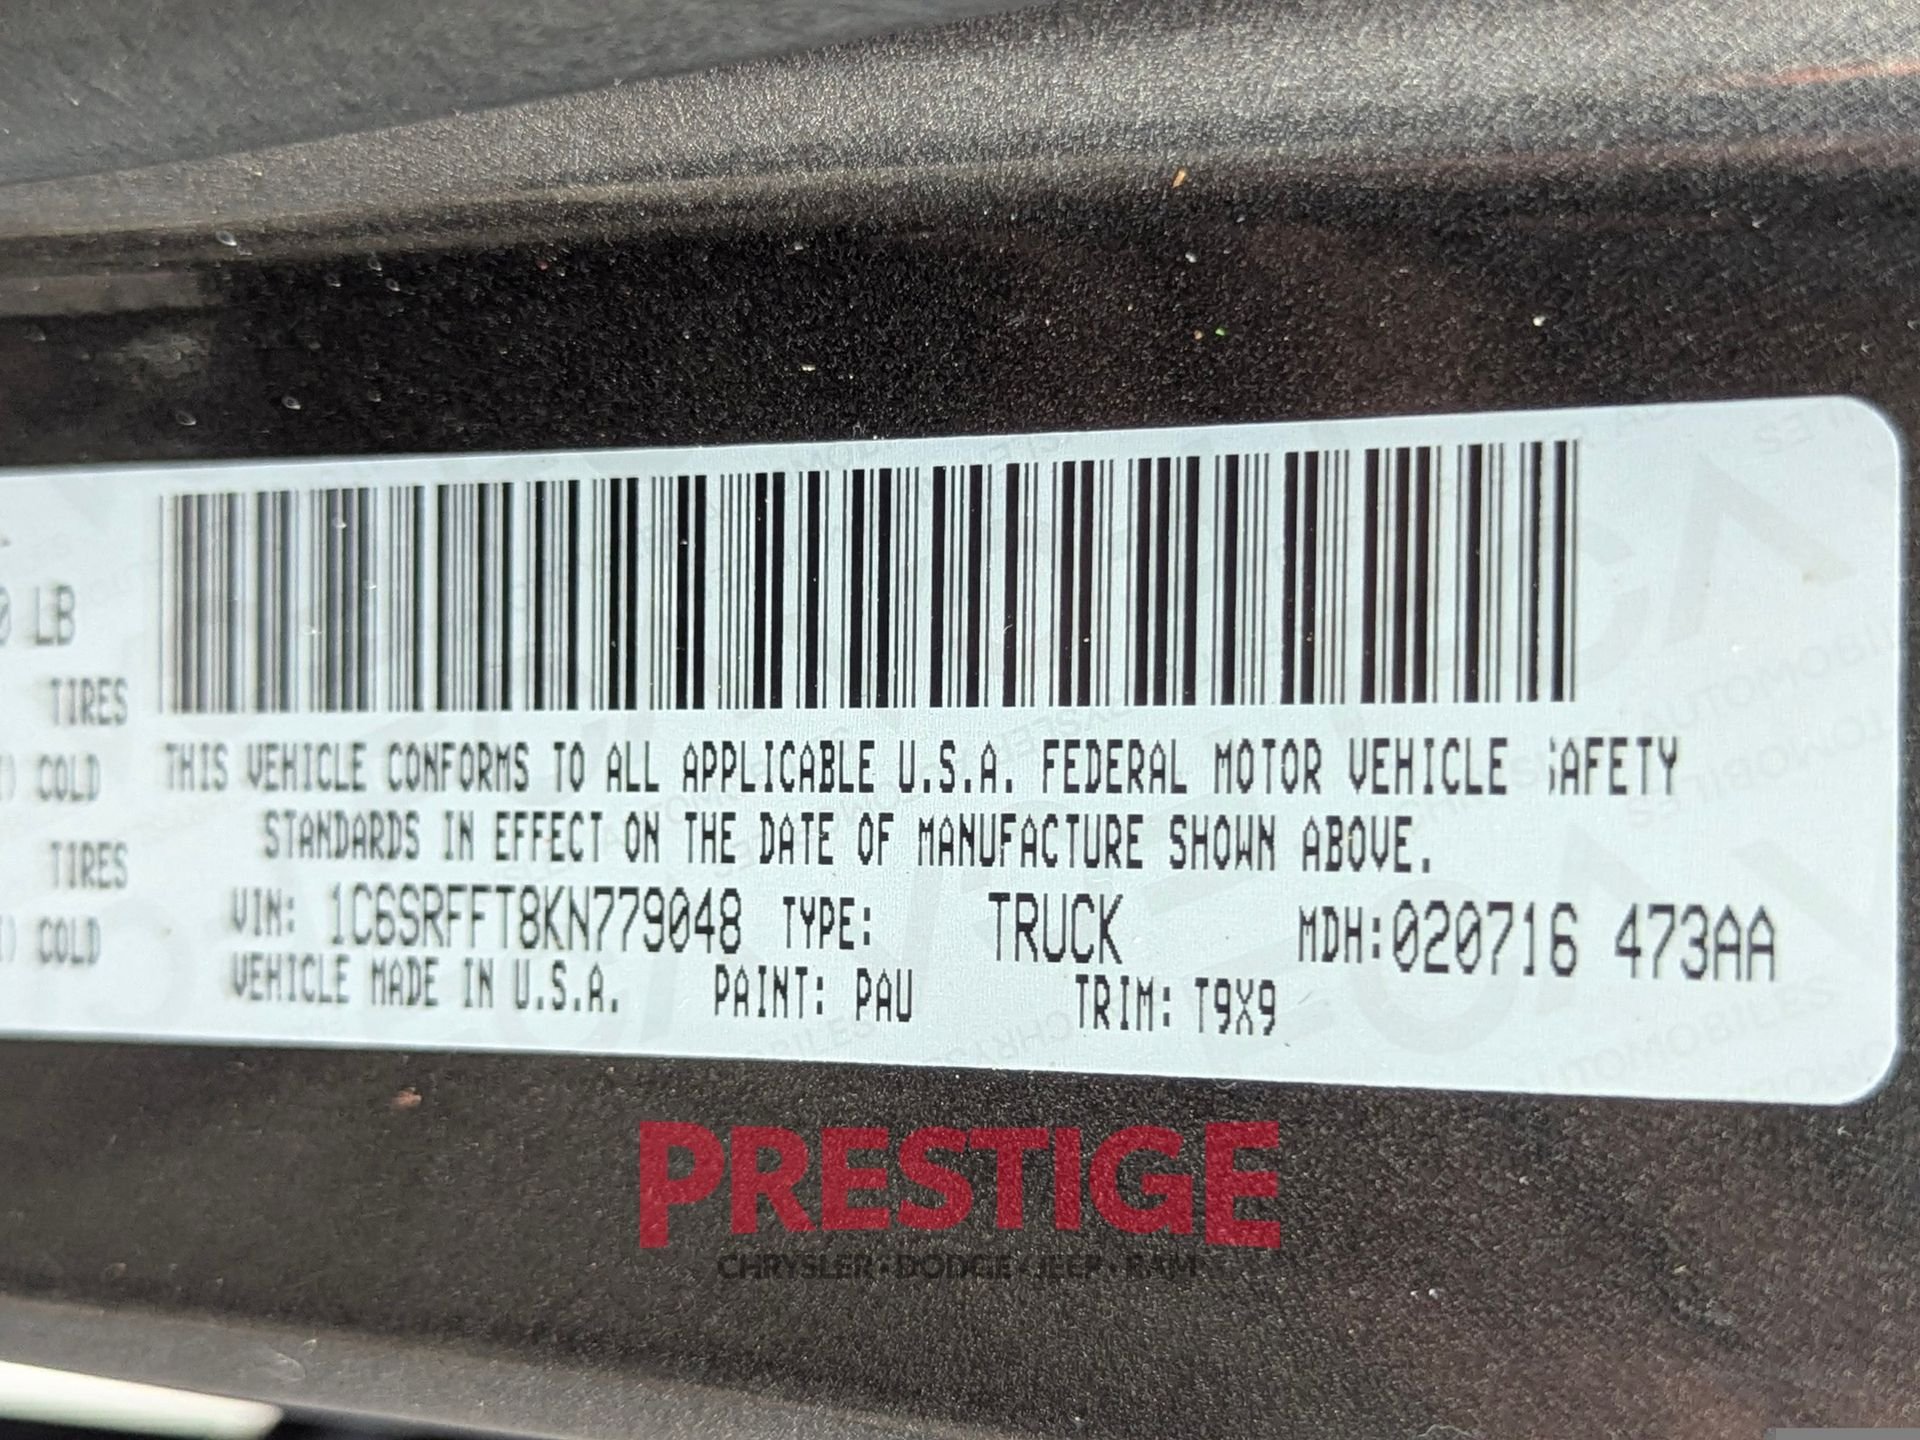 LB
TIRES
COLD
TIRES
COLD
THIS VEHICLE CONFORMS TO ALL APPLICABLE U.S.A. FEDERAL MOTOR VEHICLE SAFETY
STANDARDS IN EFFECT ON THE DATE OF MANUFACTURE SHOWN ABOVE.
VIN: 1C6SRFFT8KN779048 TYPE: TRUCK MDH:020716 473AA
VEHICLE MADE IN U.S.A. PAINT: PAU TRIM: T9X9
PRESTIGE
CHRYSLER · DODGE · JEEP · RAM